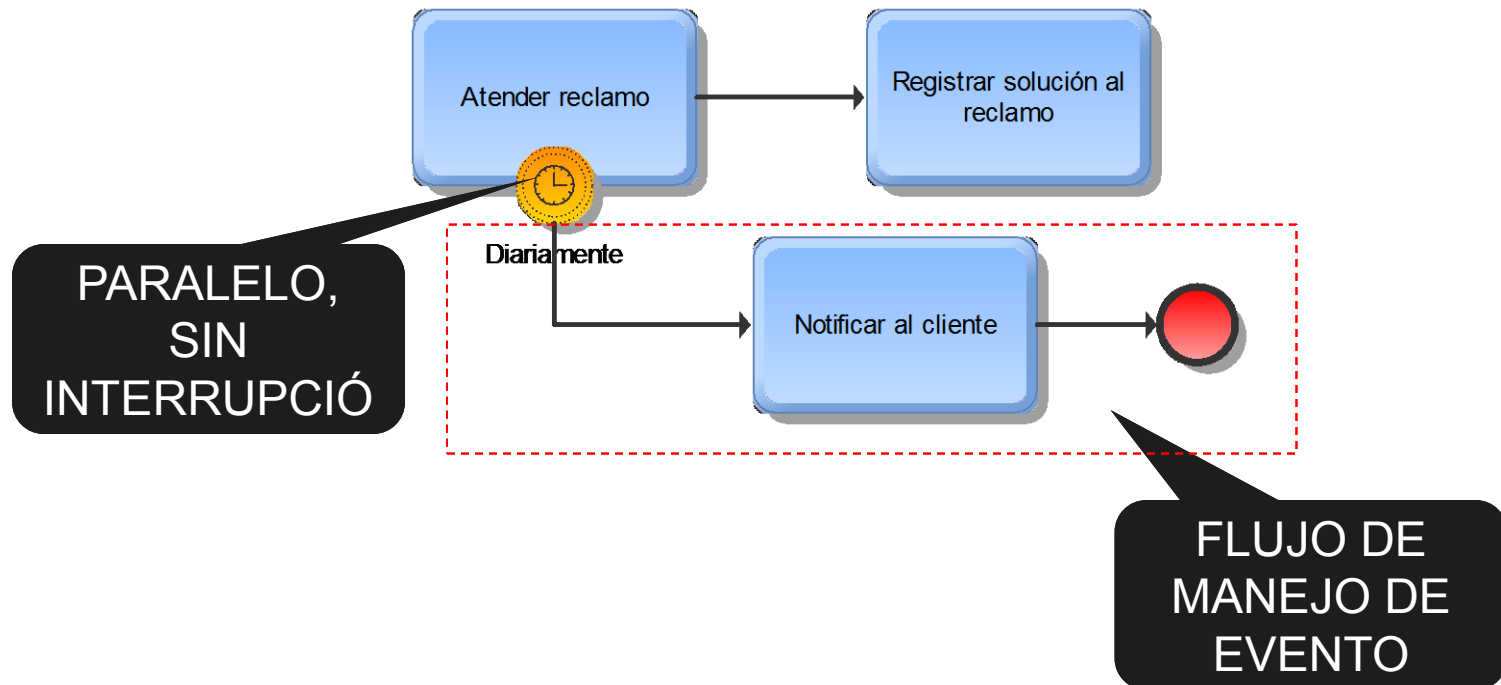 Atender reclamo
Registrar solución al
reclamo
Diariamente
PARALELO,
SIN
INTERRUPCIÓ
Notificar al cliente
FLUJO DE
MANEJO DE
EVENTO